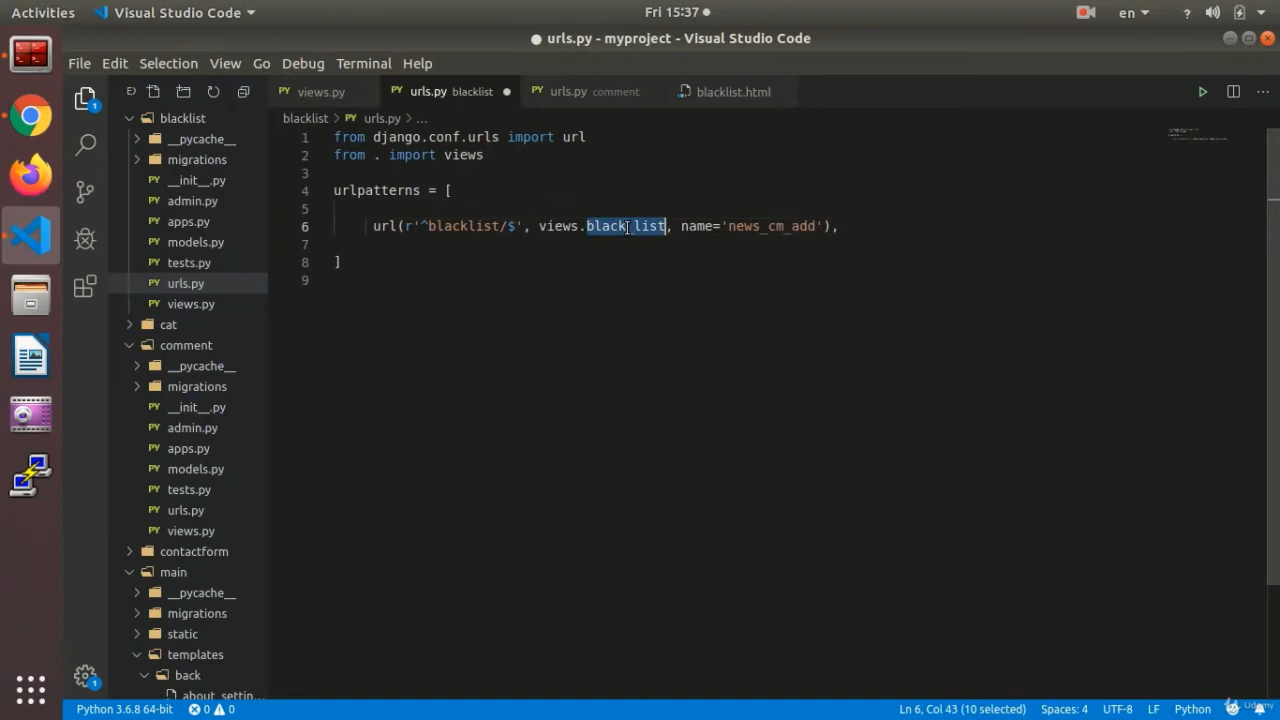 Activities
Visual Studio Code
Fri 15:37
en
urls.py - myproject - Visual Studio Code
File Edit Selection View Go Debug Terminal Help
views.py
urls.py blacklist
urls.py comment
blacklist.html
blacklist > urls.py > ...
1 from django.conf.urls import url
2 from . import views
3
4 urlpatterns = [
5
6 url(r'^blacklist/$', views.black_list, name='news_cm_add'),
7
8 ]
9
blacklist
__pycache__
migrations
__init__.py
admin.py
apps.py
models.py
tests.py
urls.py
views.py
cat
comment
__pycache__
migrations
__init__.py
admin.py
apps.py
models.py
tests.py
urls.py
views.py
contactform
main
__pycache__
migrations
static
templates
back
about_settin...
1
1
Python 3.6.8 64-bit
0
0
Ln 6, Col 43 (10 selected)
Spaces: 4
UTF-8
LF
Python
Udemy